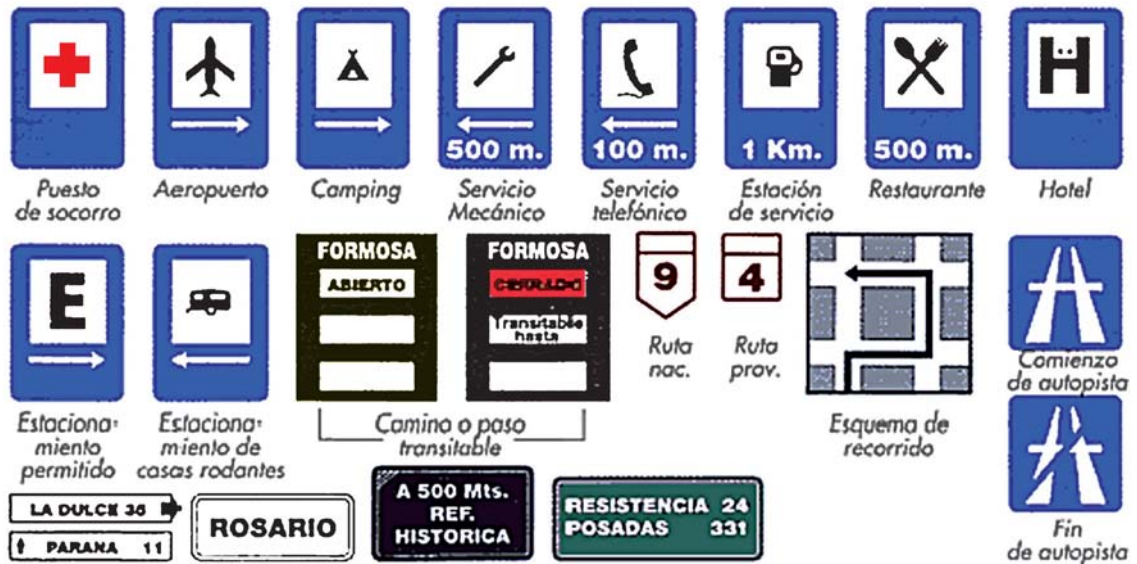 500 m.
100 m.
1 Km.
500 m.
H
Puesto
de socorro
Aeropuerto
Camping
Servicio
Mecánico
Servicio
telefónico
Estación
de servicio
Restaurante
Hotel
E
FORMOSA
ABIERTO
FORMOSA
CERRADO
Transitable
hasta
9
4
Ruta
nac.
Ruta
prov.
Comienzo
de autopista
Estaciona-
miento
permitido
Estaciona-
miento de
casas rodantes
Camino o paso
transitable
Esquema de
recorrido
LA DULCE 35
PARANA 11
ROSARIO
A 500 Mts.
REF.
HISTORICA
RESISTENCIA 24
POSADAS 331
Fin
de autopista